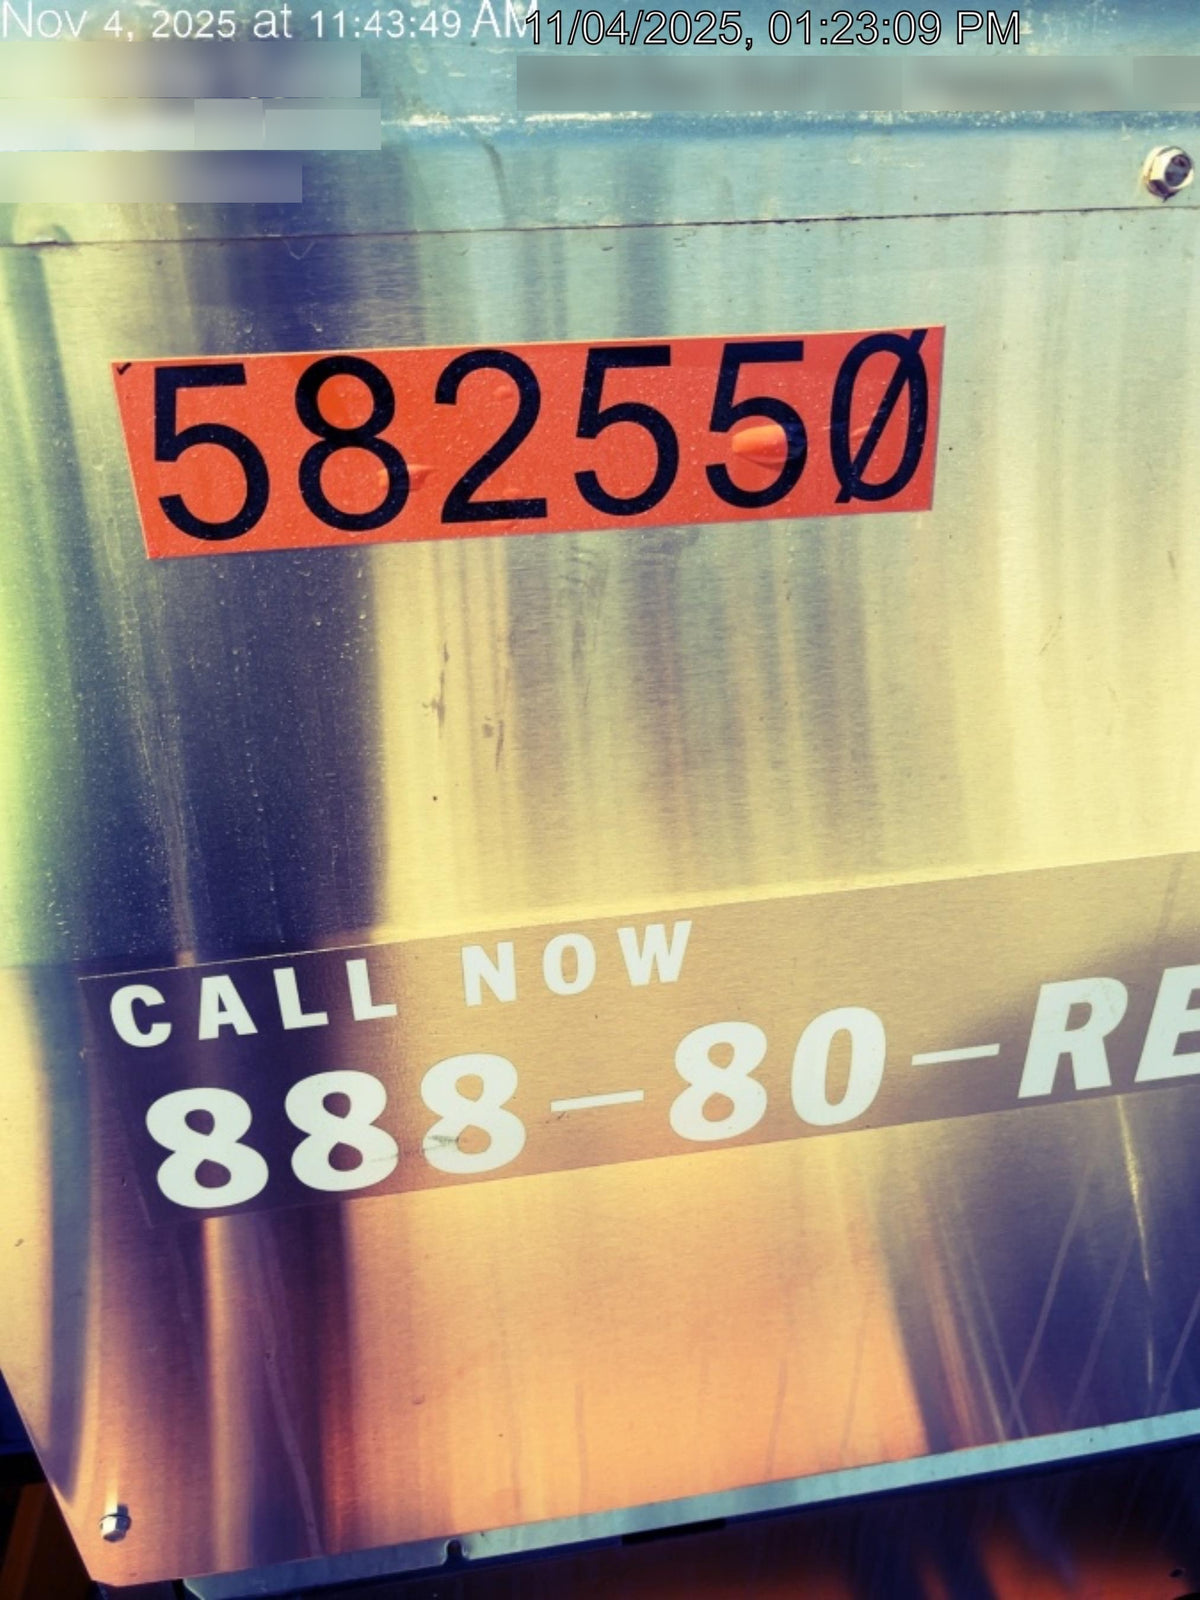 Nov 4, 2025 at 11:43:49 AM
11/04/2025, 01:23:09 PM
58255Ø
CALL NOW
888-80-RE